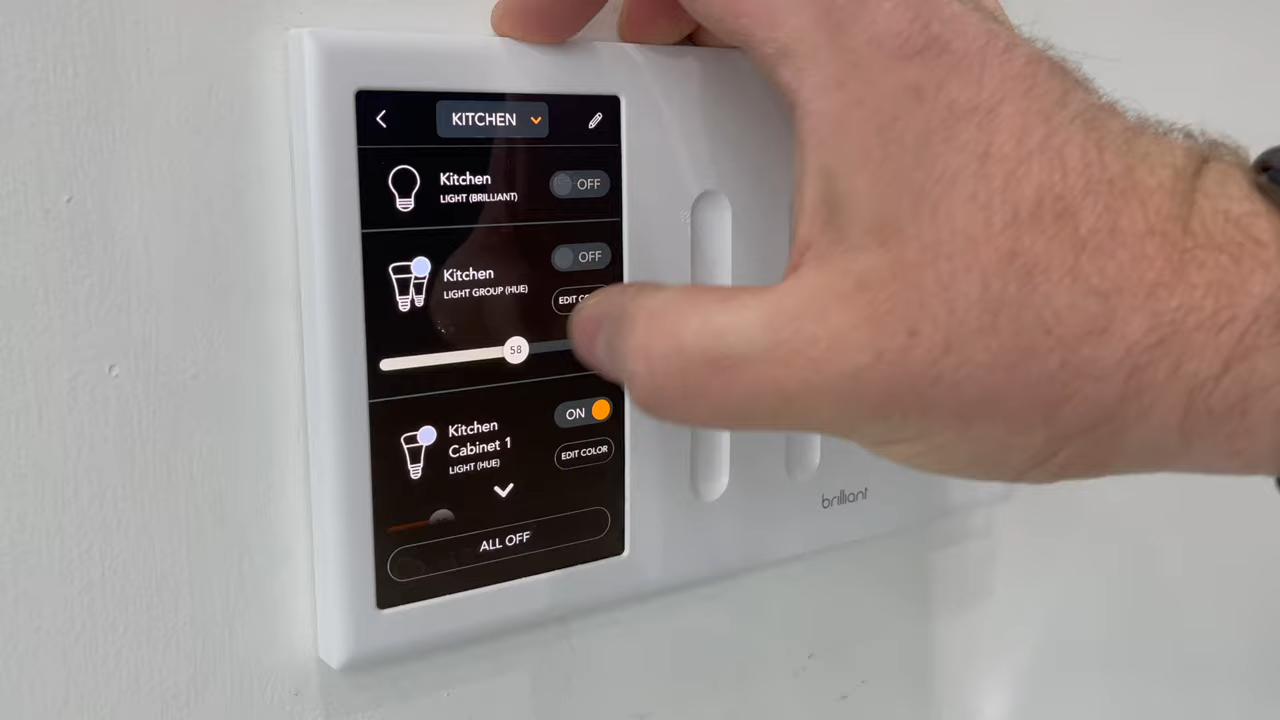 KITCHEN
Kitchen
LIGHT (BRILLIANT)
OFF
Kitchen
LIGHT GROUP (HUE)
OFF
EDIT
58
Kitchen
Cabinet 1
LIGHT (HUE)
ON
EDIT COLOR
ALL OFF
brilliant